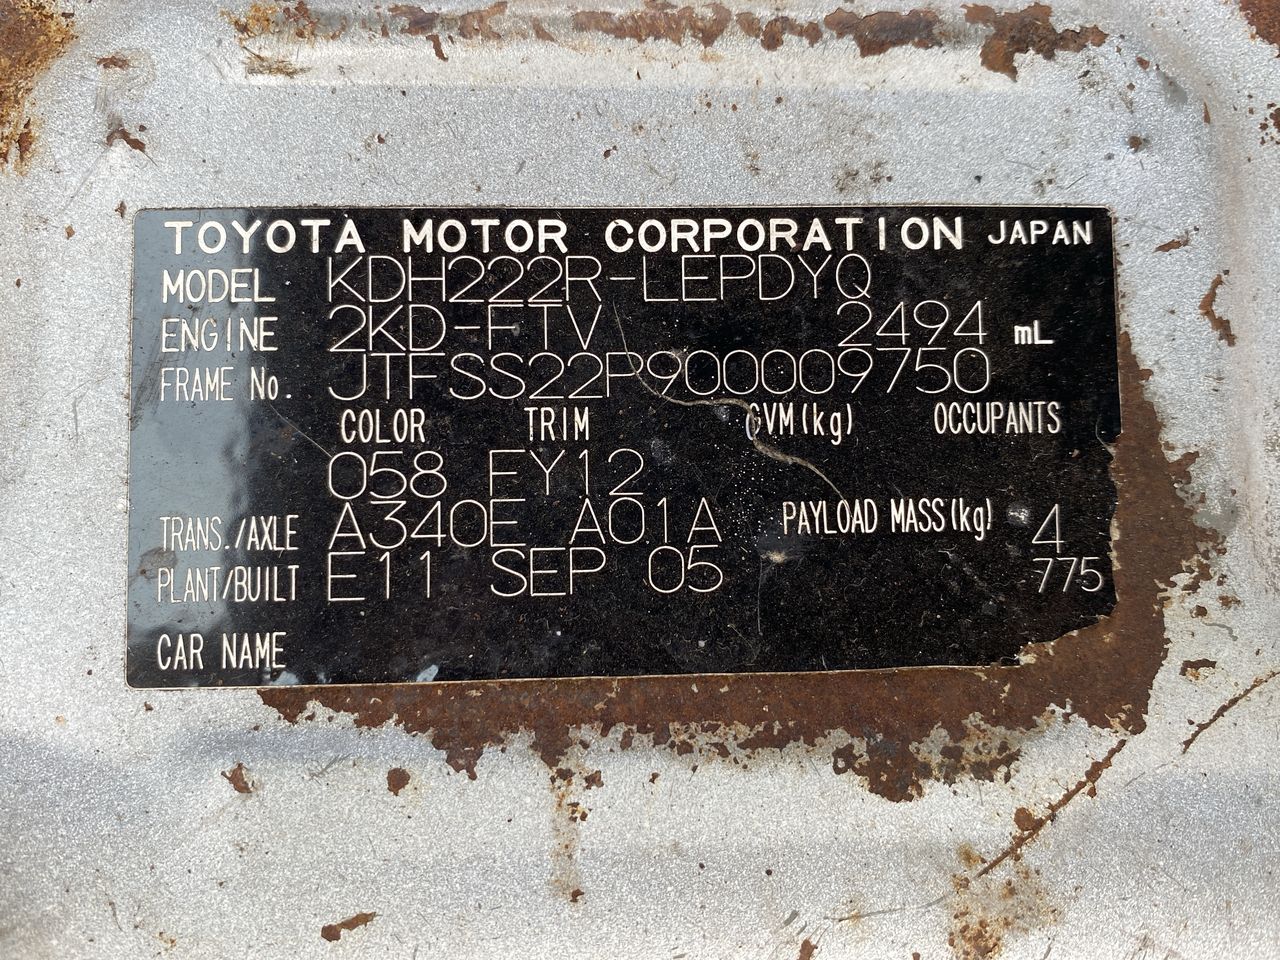 TOYOTA MOTOR CORPORATION JAPAN
MODEL KDH222R-LEPDYQ
ENGINE 2KD-FTV 2494 mL
FRAME No. JTFSS22P900009750
COLOR TRIM GVM(kg) OCCUPANTS
058 FY12
TRANS./AXLE A340E A01A PAYLOAD MASS(kg) 4
PLANT/BUILT E11 SEP 05 775
CAR NAME